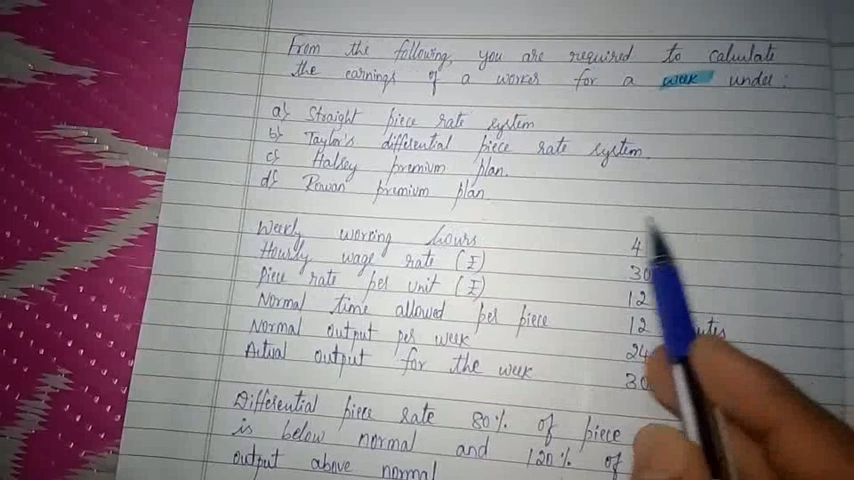 From the following, you are required to calculate
the earnings of a worker for a week under:
a) Straight piece rate system
b) Taylor's differential piece rate system.
c) Halsey premium plan.
d) Rowan premium plan
Weekly working hours 4
Hourly wage rate (₹) 30
Piece rate per unit (₹) 12
Normal time allowed per piece 12
Normal output per week 24
Actual output for the week 30
Differential piece rate 80% of piece
is below normal and 120% of
output above normal